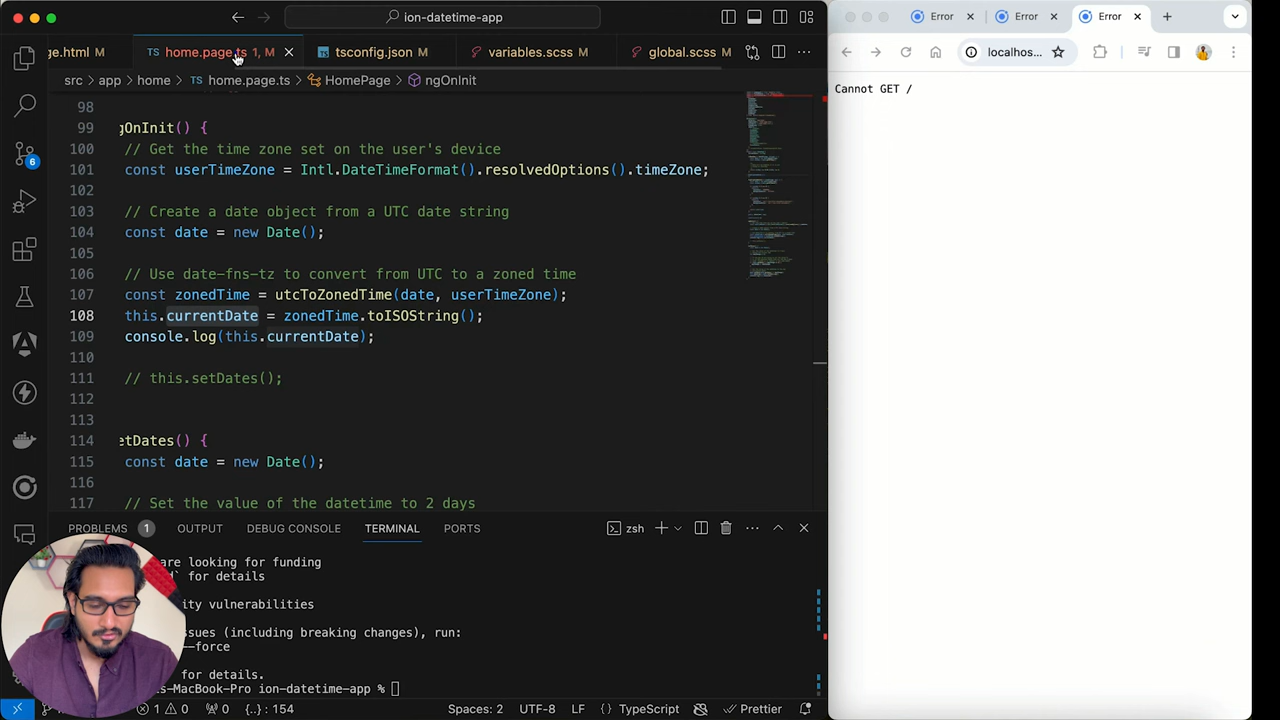 ion-datetime-app
ge.html M
TS home.page.ts 1, M
tsconfig.json M
variables.scss M
global.scss M
src > app > home > TS home.page.ts > HomePage > ngOnInit
98
99 gOnInit() {
100 // Get the time zone set on the user's device
101 const userTimeZone = Intl.DateTimeFormat().resolvedOptions().timeZone;
102
103 // Create a date object from a UTC date string
104 const date = new Date();
105
106 // Use date-fns-tz to convert from UTC to a zoned time
107 const zonedTime = utcToZonedTime(date, userTimeZone);
108 this.currentDate = zonedTime.toISOString();
109 console.log(this.currentDate);
110
111 // this.setDates();
112
113
114 etDates() {
115 const date = new Date();
116
117 // Set the value of the datetime to 2 days
6
PROBLEMS 1 OUTPUT DEBUG CONSOLE TERMINAL PORTS
zsh
are looking for funding
d` for details
ity vulnerabilities
ssues (including breaking changes), run:
--force
for details.
s-MacBook-Pro ion-datetime-app %
1 0 0 {..}: 154 Spaces: 2 UTF-8 LF {} TypeScript Prettier
Error
Error
Error
localhos...
Cannot GET /